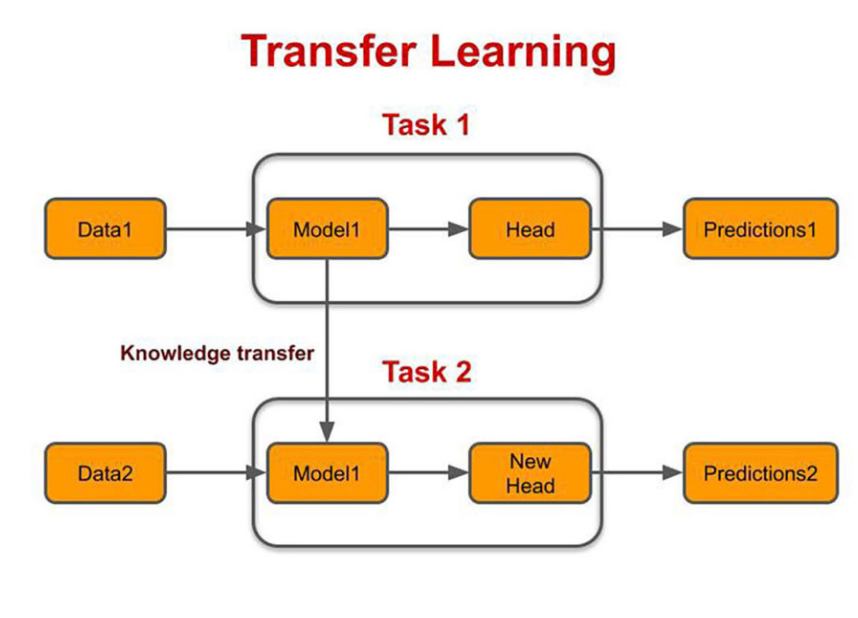 Transfer Learning
Task 1
Data1
Model1
Head
Predictions1
Knowledge transfer
Task 2
Data2
Model1
New
Head
Predictions2